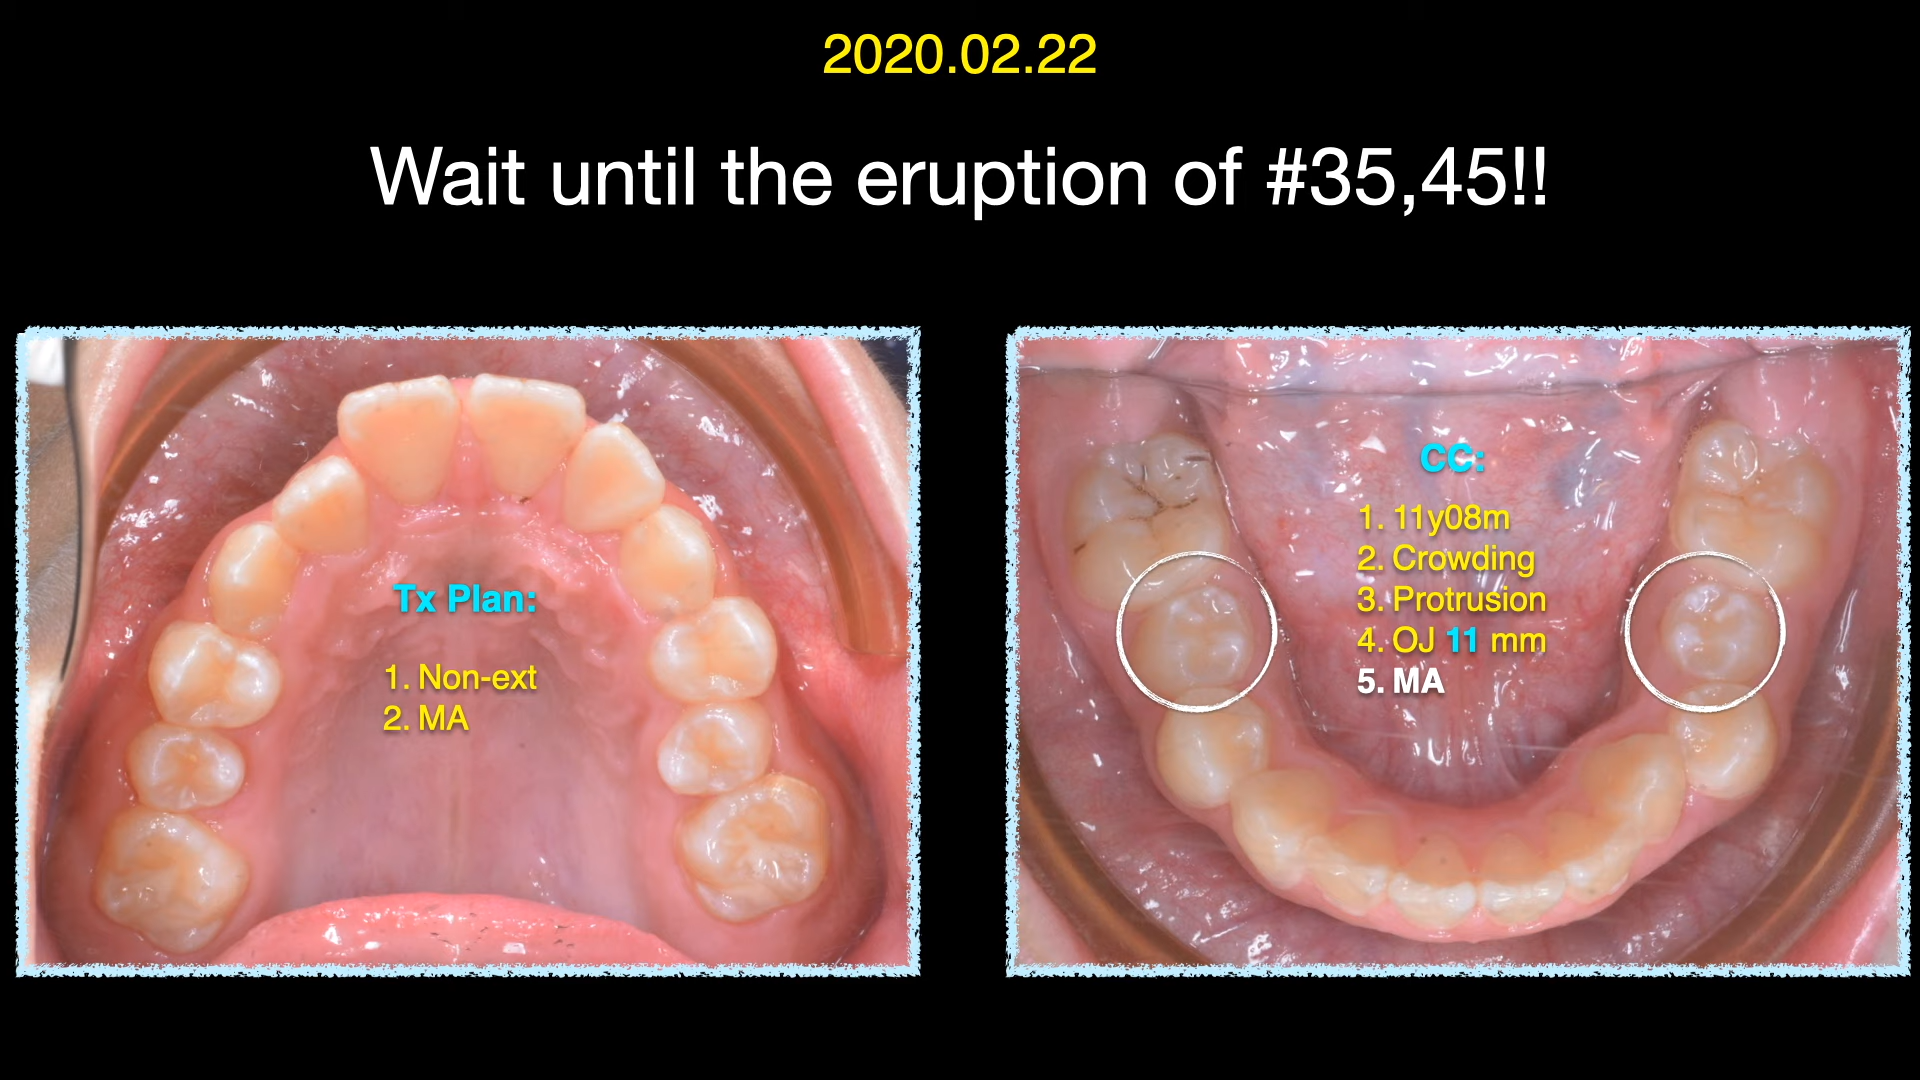 2020.02.22
Wait until the eruption of #35,45!!
Tx Plan:
1. Non-ext
2. MA
CC:
1. 11y08m
2. Crowding
3. Protrusion
4. OJ 11 mm
5. MA